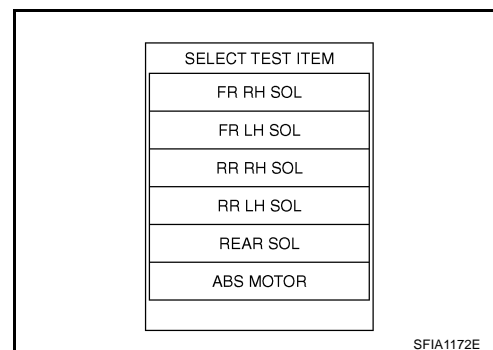 SELECT TEST ITEM
FR RH SOL
FR LH SOL
RR RH SOL
RR LH SOL
REAR SOL
ABS MOTOR
SFIA1172E